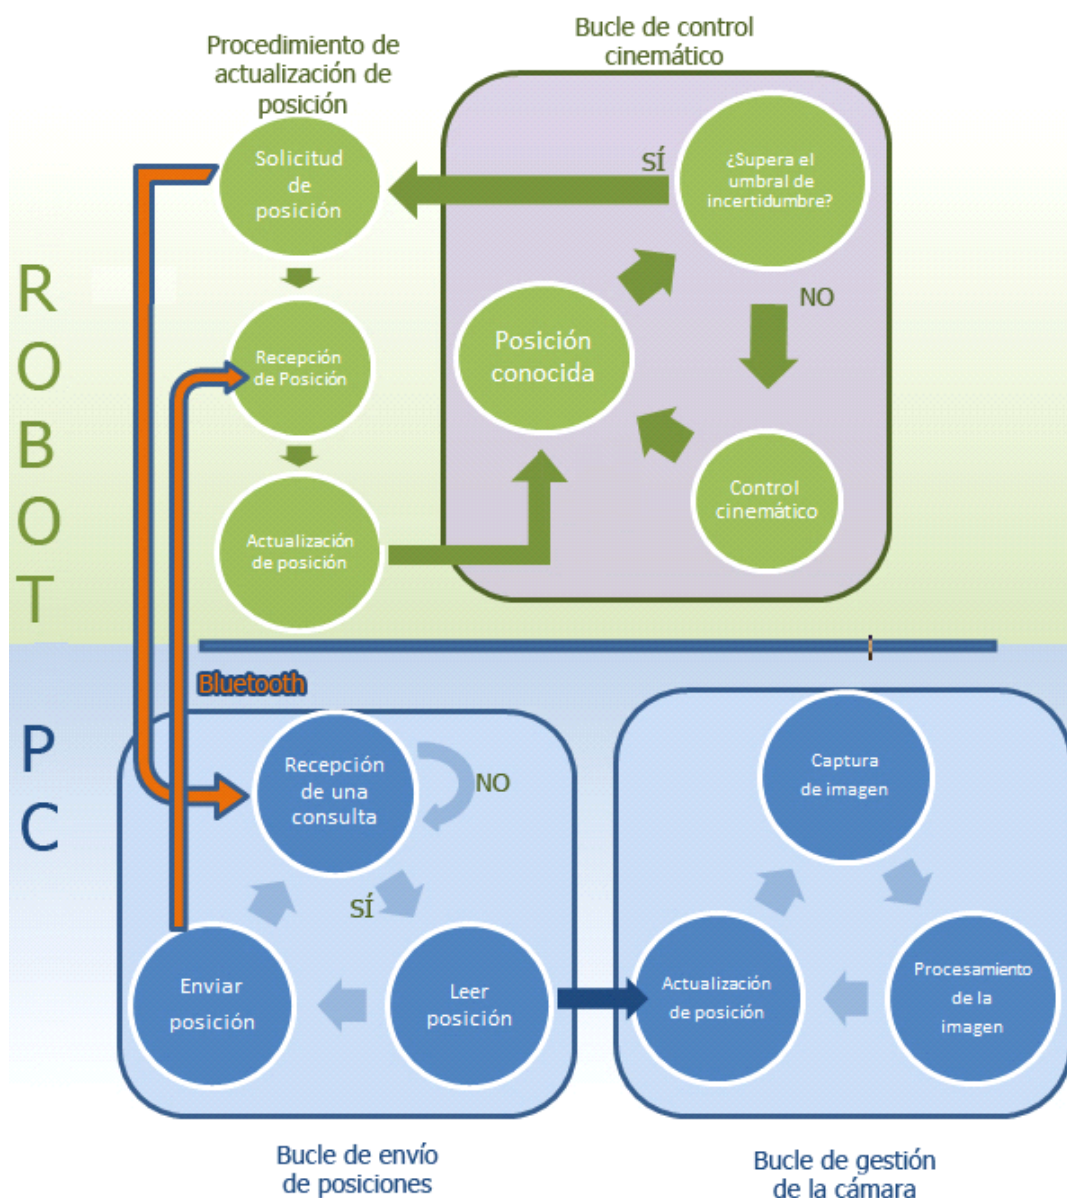 Procedimiento de
actualización de
posición
Bucle de control
cinemático
Solicitud
de
posición
SÍ
¿Supera el
umbral de
incertidumbre?
NO
Recepción
de Posición
Posición
conocida
Control
cinemático
Actualización
de posición
ROBOT
Bluetooth
PC
Recepción
de una
consulta
NO
SÍ
Enviar
posición
Leer
posición
Captura
de imagen
Actualización
de posición
Procesamiento
de la
imagen
Bucle de envío
de posiciones
Bucle de gestión
de la cámara